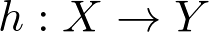 h : X → Y